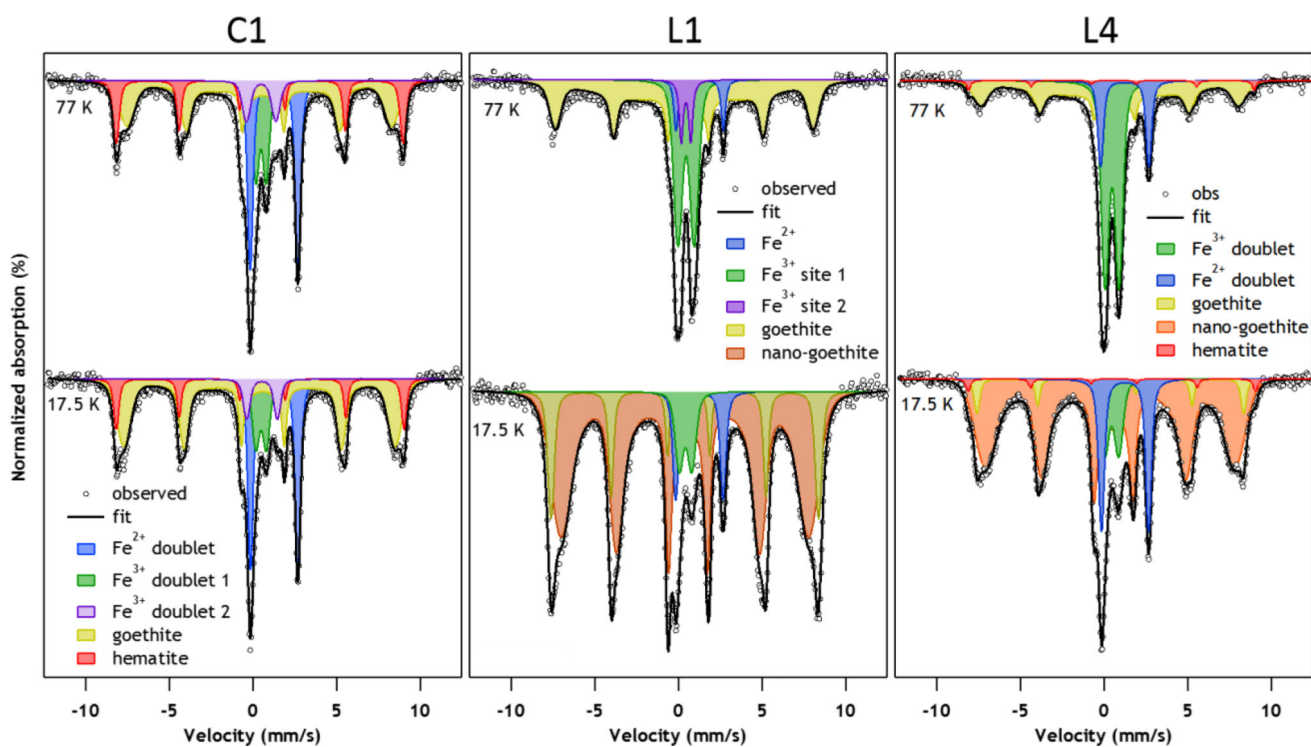 C1
L1
L4
Normalized absorption (%)
77 K
17.5 K
observed
fit
Fe2+ doublet
Fe3+ doublet 1
Fe3+ doublet 2
goethite
hematite
-10 -5 0 5 10
Velocity (mm/s)
77 K
observed
fit
Fe2+
Fe3+ site 1
Fe3+ site 2
goethite
nano-goethite
17.5 K
-10 -5 0 5 10
Velocity (mm/s)
77 K
obs
fit
Fe3+ doublet
Fe2+ doublet
goethite
nano-goethite
hematite
17.5 K
-10 -5 0 5 10
Velocity (mm/s)